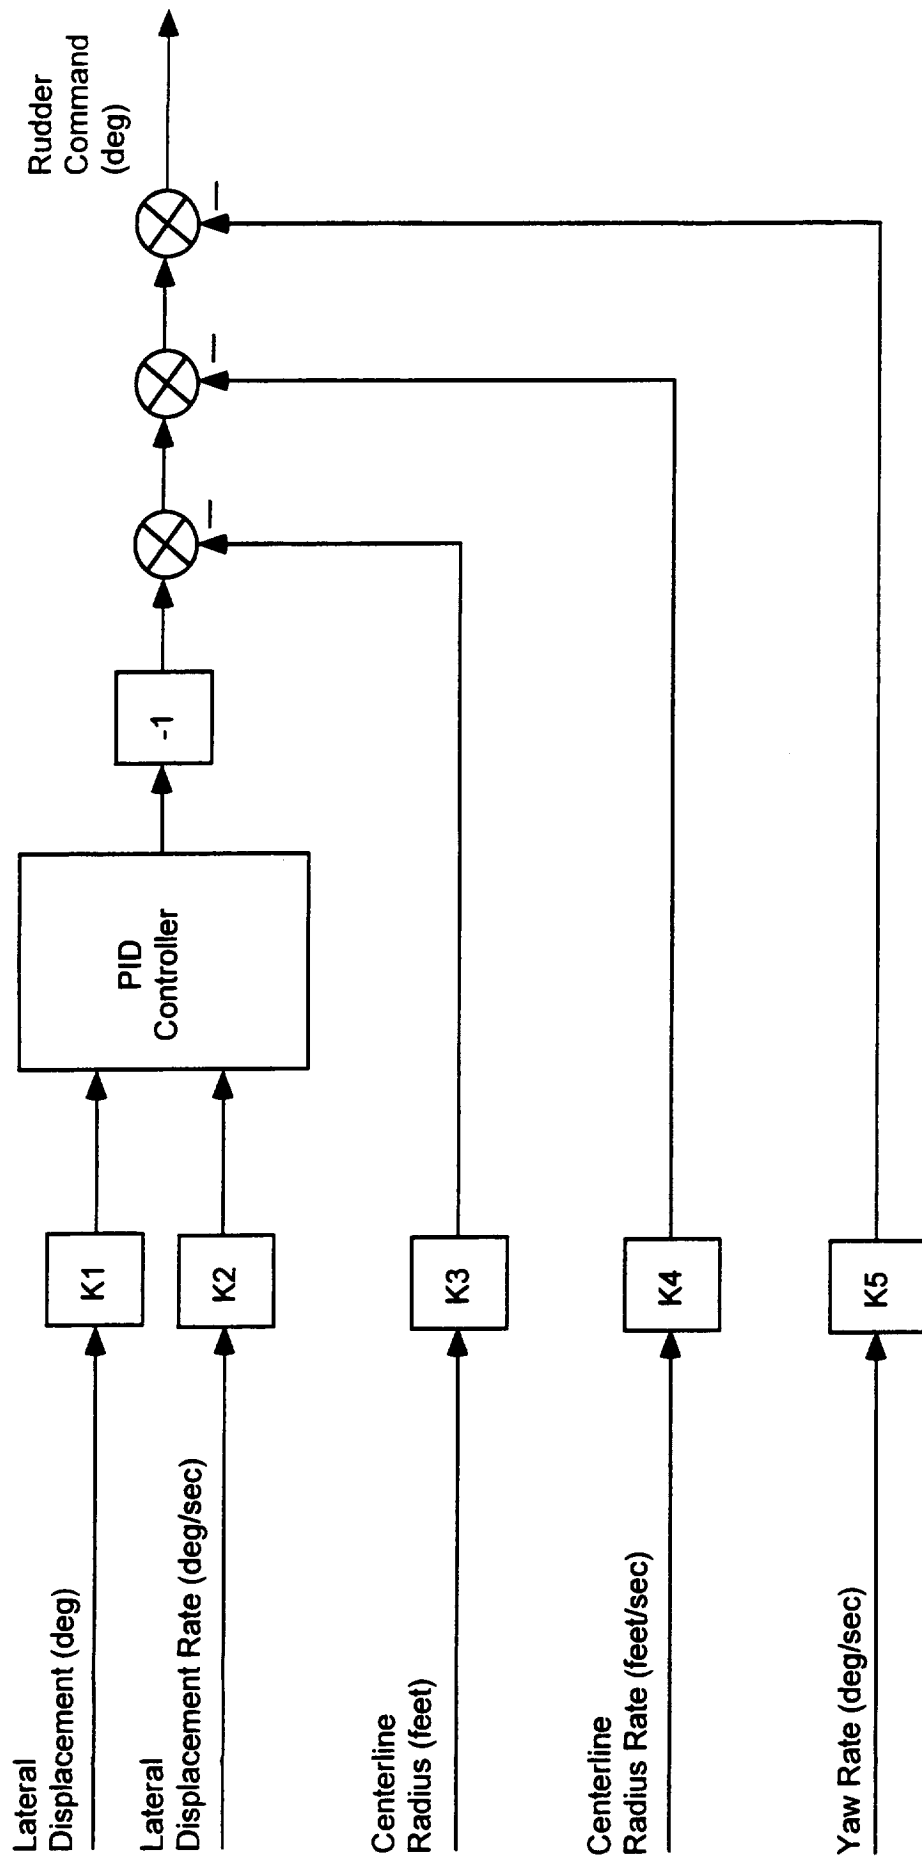 Lateral
Displacement (deg)
K1
Lateral
Displacement Rate (deg/sec)
K2
PID
Controller
-1
Rudder
Command
(deg)
Centerline
Radius (feet)
K3
Centerline
Radius Rate (feet/sec)
K4
Yaw Rate (deg/sec)
K5